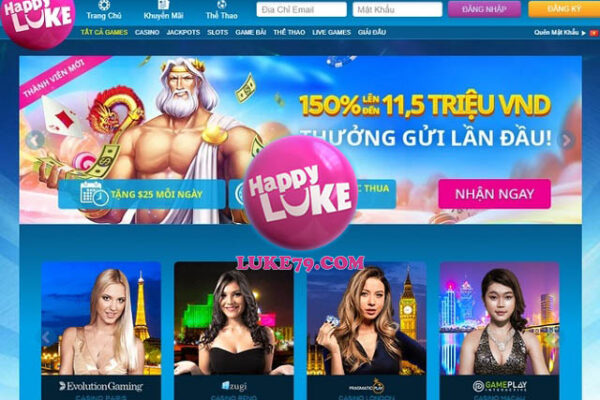 Happy
LUKE
Trang Chủ
Khuyến Mãi
Thể Thao
Địa Chỉ Email
Mật Khẩu
ĐĂNG NHẬP
ĐĂNG KÝ
TẤT CẢ GAMES
CASINO
JACKPOTS
SLOTS
GAME BÀI
THỂ THAO
LIVE GAMES
GIẢI ĐẤU
Quên Mật Khẩu
THÀNH VIÊN MỚI
150% LÊN ĐẾN 11,5 TRIỆU VND
THƯỞNG GỬI LẦN ĐẦU!
TẶNG $25 MỖI NGÀY
THUA
NHẬN NGAY
Happy
LUKE
LUKE79.COM
Evolution Gaming
CASINO PARIS
ezugi
CASINO RENO
PRAGMATIC PLAY
CASINO LONDON
GAMEPLAY
INTERACTIVE
CASINO MACAU